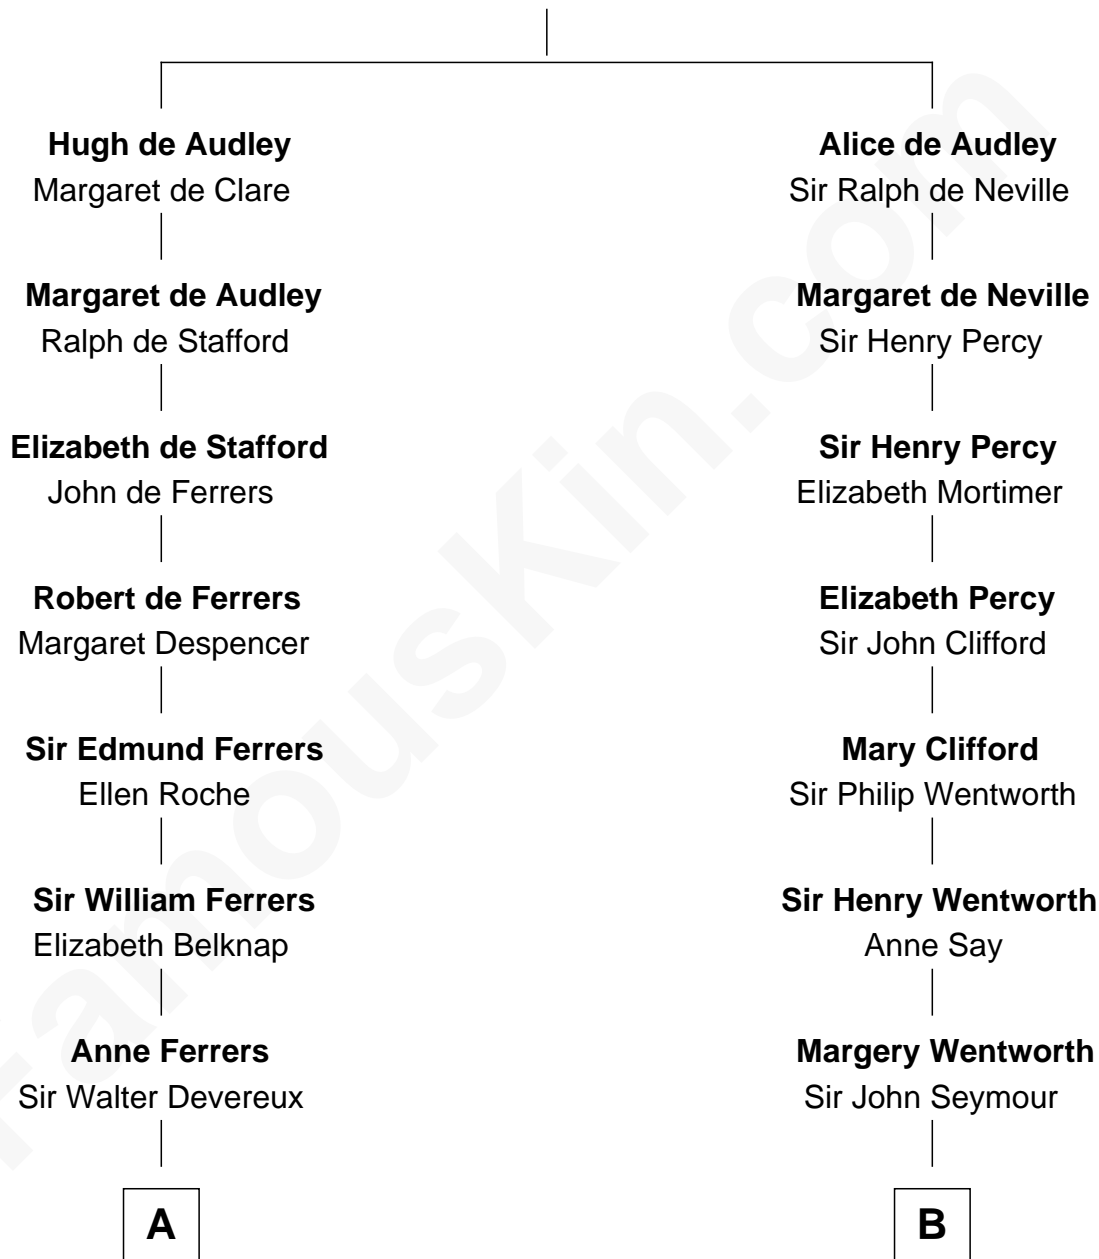 Hugh de Audley
Margaret de Clare
Alice de Audley
Sir Ralph de Neville
Margaret de Audley
Ralph de Stafford
Margaret de Neville
Sir Henry Percy
Elizabeth de Stafford
John de Ferrers
Sir Henry Percy
Elizabeth Mortimer
Robert de Ferrers
Margaret Despencer
Elizabeth Percy
Sir John Clifford
Sir Edmund Ferrers
Ellen Roche
Mary Clifford
Sir Philip Wentworth
Sir William Ferrers
Elizabeth Belknap
Sir Henry Wentworth
Anne Say
Anne Ferrers
Sir Walter Devereux
Margery Wentworth
Sir John Seymour
A
B
FamousKin.com